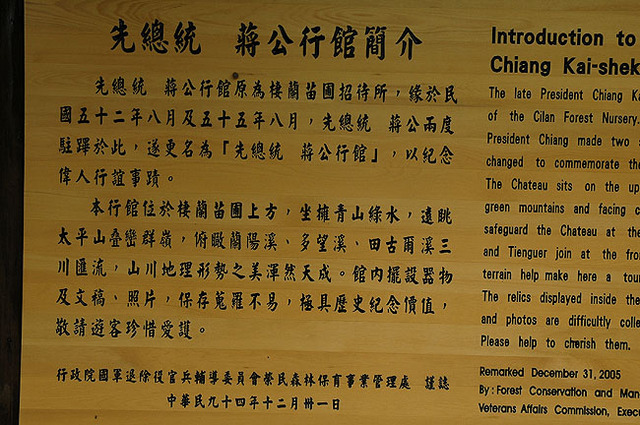 先總統　蔣公行館簡介
先總統　蔣公行館原為棲蘭苗圃招待所，緣於民
國五十二年八月及五十五年八月，先總統　蔣公兩度
駐蹕於此，遂更名為「先總統　蔣公行館」，以紀念
偉人行誼事蹟。
本行館位於棲蘭苗圃上方，坐擁青山綠水，遠眺
太平山疊巒群嶺，俯瞰蘭陽溪、多望溪、田古爾溪三
川匯流，山川地理形勢之美渾然天成。館內擺設器物
及文稿、照片，保存蒐羅不易，極具歷史紀念價值，
敬請遊客珍惜愛護。
行政院國軍退除役官兵輔導委員會榮民森林保育事業管理處　謹誌
中華民九十四年十二月卅一日
Introduction to
Chiang Kai-shek
The late President Chiang
of the Cilan Forest Nursery.
President Chiang made two
changed to commemorate
The Chateau sits on the
green mountains and facing
safeguard the Chateau at the
and Tienguer join at the
terrain help make here a
The relics displayed inside the
and photos are difficultly
Please help to cherish them.
Remarked December 31, 2005
By: Forest Conservation and
Veterans Affairs Commission,